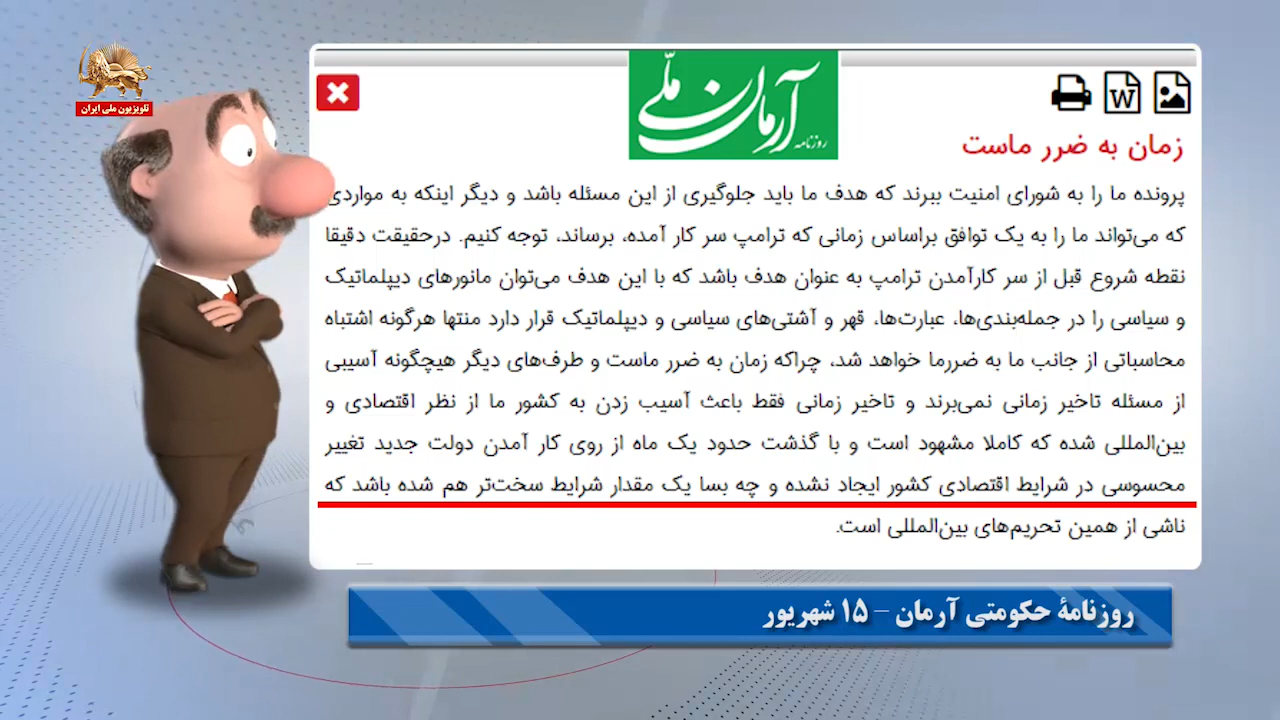 تلویزیون ملی ایران
روزنامه آرمان ملّی
W
زمان به ضرر ماست
پرونده ما را به شورای امنیت ببرند که هدف ما باید جلوگیری از این مسئله باشد و دیگر اینکه به مواردی
که می‌تواند ما را به یک توافق براساس زمانی که ترامپ سر کار آمده، برساند، توجه کنیم. درحقیقت دقیقا
نقطه شروع قبل از سر کارآمدن ترامپ به عنوان هدف باشد که با این هدف می‌توان مانورهای دیپلماتیک
و سیاسی را در جمله‌بندی‌ها، عبارت‌ها، قهر و آشتی‌های سیاسی و دیپلماتیک قرار دارد منتها هرگونه اشتباه
محاسباتی از جانب ما به ضررما خواهد شد، چراکه زمان به ضرر ماست و طرف‌های دیگر هیچگونه آسیبی
از مسئله تاخیر زمانی نمی‌برند و تاخیر زمانی فقط باعث آسیب زدن به کشور ما از نظر اقتصادی و
بین‌المللی شده که کاملا مشهود است و با گذشت حدود یک ماه از روی کار آمدن دولت جدید تغییر
محسوسی در شرایط اقتصادی کشور ایجاد نشده و چه بسا یک مقدار شرایط سخت‌تر هم شده باشد که
ناشی از همین تحریم‌های بین‌المللی است.
روزنامهٔ حکومتی آرمان – ۱۵ شهریور